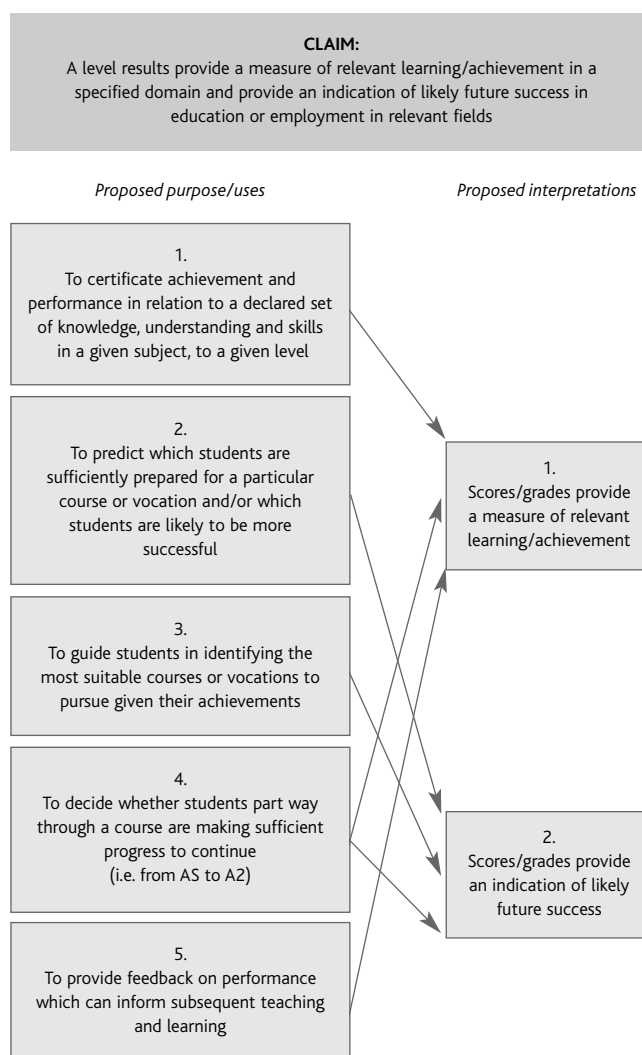 CLAIM:
A level results provide a measure of relevant learning/achievement in a
specified domain and provide an indication of likely future success in
education or employment in relevant fields
Proposed purpose/uses
Proposed interpretations
1.
To certificate achievement and
performance in relation to a declared set
of knowledge, understanding and skills
in a given subject, to a given level
2.
To predict which students are
sufficiently prepared for a particular
course or vocation and/or which
students are likely to be more
successful
3.
To guide students in identifying the
most suitable courses or vocations to
pursue given their achievements
4.
To decide whether students part way
through a course are making sufficient
progress to continue
(i.e. from AS to A2)
5.
To provide feedback on performance
which can inform subsequent teaching
and learning
1.
Scores/grades provide
a measure of relevant
learning/achievement
2.
Scores/grades provide
an indication of likely
future success